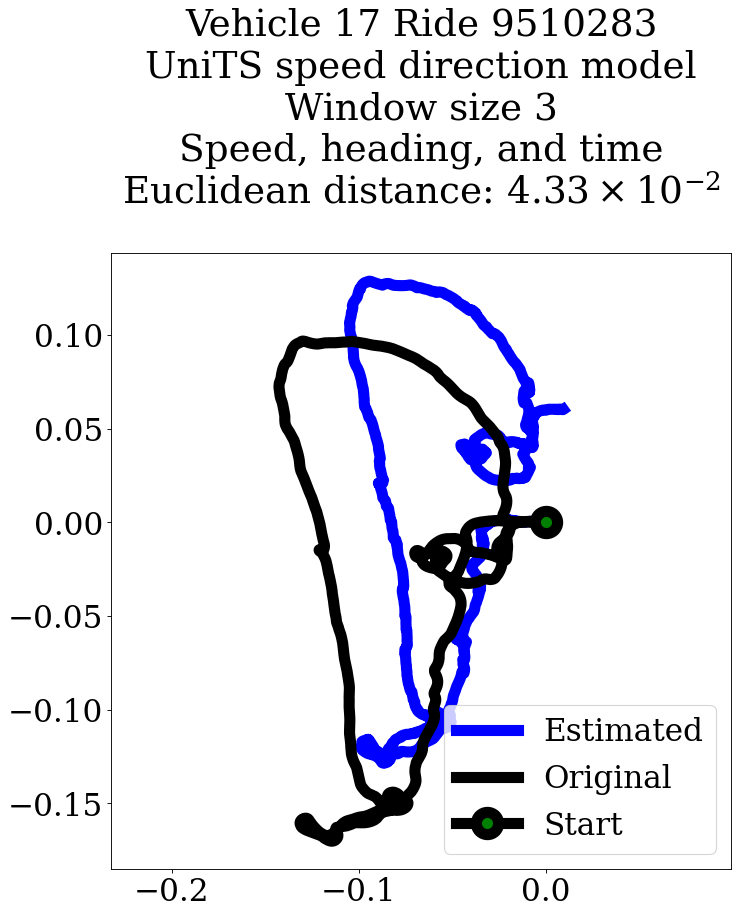 Vehicle 17 Ride 9510283
UniTS speed direction model
Window size 3
Speed, heading, and time
Euclidean distance: 4.33 × 10⁻²
0.10
0.05
0.00
−0.05
−0.10
−0.15
Estimated
Original
Start
−0.2
−0.1
0.0